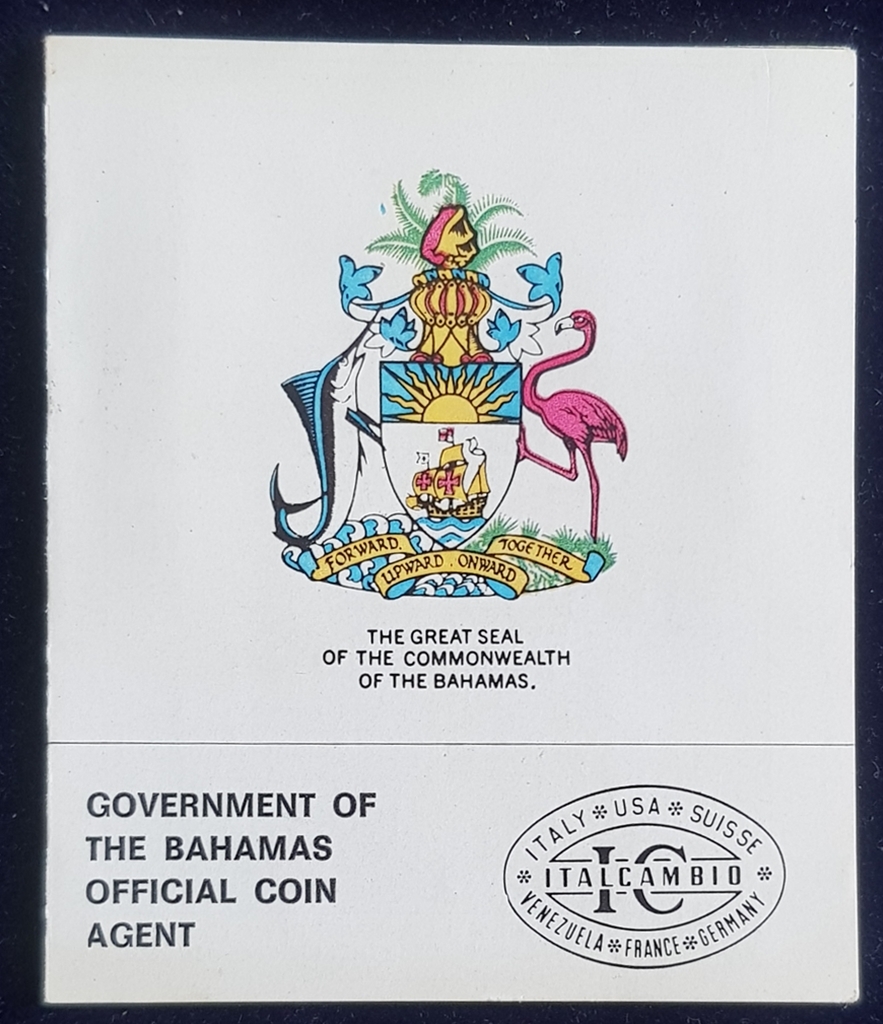 FORWARD.
UPWARD . ONWARD
TOGETHER
THE GREAT SEAL
OF THE COMMONWEALTH
OF THE BAHAMAS.
GOVERNMENT OF
THE BAHAMAS
OFFICIAL COIN
AGENT
ITALY * USA * SUISSE
IC
ITALCAMBIO
VENEZUELA * FRANCE * GERMANY